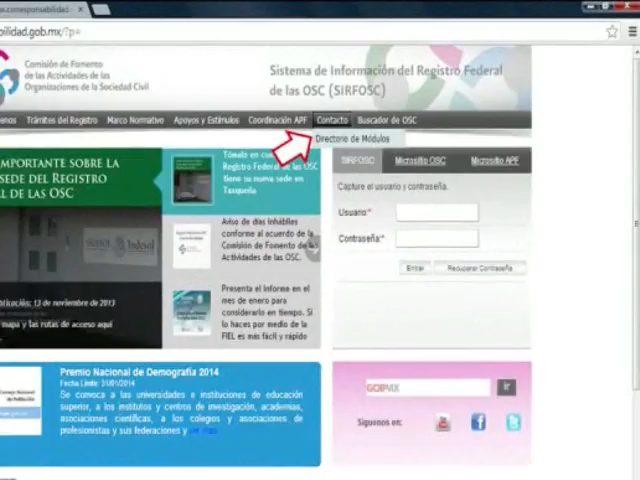 bilidad.gob.mx/?p=
Comisión de Fomento
de las Actividades de las
Organizaciones de la Sociedad Civil
Sistema de Información del Registro Federal
de las OSC (SIRFOSC)
Trámites del Registro Marco Normativo Apoyos y Estímulos Coordinación APF Contacto Buscador de OSC
Directorio de Módulos
IMPORTANTE SOBRE LA
SEDE DEL REGISTRO
L DE LAS OSC
Publicación: 13 de noviembre de 2013
mapa y las rutas de acceso aquí
Tómalo en
Registro Federal de las OSC
tiene su nueva sede en
Taxqueña
Aviso de días inhábiles
conforme al acuerdo de la
Comisión de Fomento de las
Actividades de las OSC.
Presenta el informe en el
mes de enero para
considerarlo en tiempo. Si
lo haces por medio de la
FIEL es más fácil y rápido
SIRFOSC Micrositio OSC Micrositio APF
Capture el usuario y contraseña.
Usuario:*
Contraseña:*
Entrar Recuperar Contraseña
Premio Nacional de Demografía 2014
Fecha Límite: 31/01/2014
Se convoca a las universidades e instituciones de educación
superior, a los institutos y centros de investigación, academias,
asociaciones científicas, a los colegios y asociaciones de
profesionistas y sus federaciones y ver más
GOBMX
Ir
Síguenos en: